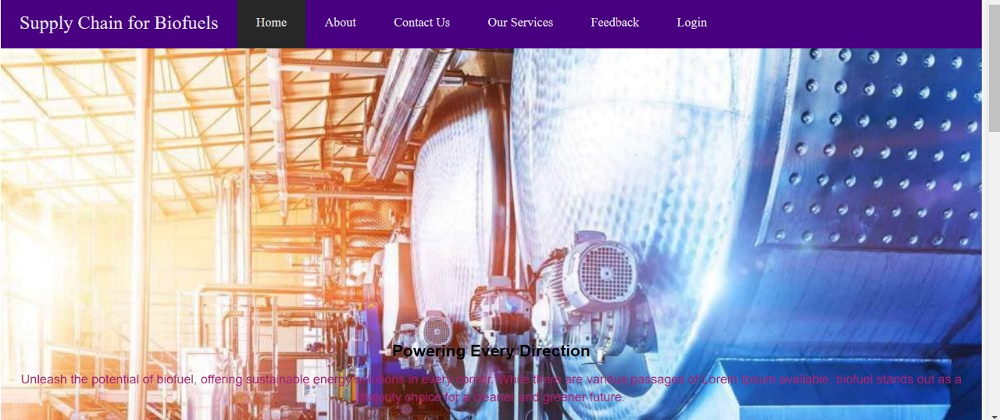 Supply Chain for Biofuels
Home
About
Contact Us
Our Services
Feedback
Login
Powering Every Direction
Unleash the potential of biofuel, offering sustainable energy solutions in every corner. While there are various passages of Lorem Ipsum available, biofuel stands out as a
majority choice for a cleaner and greener future.